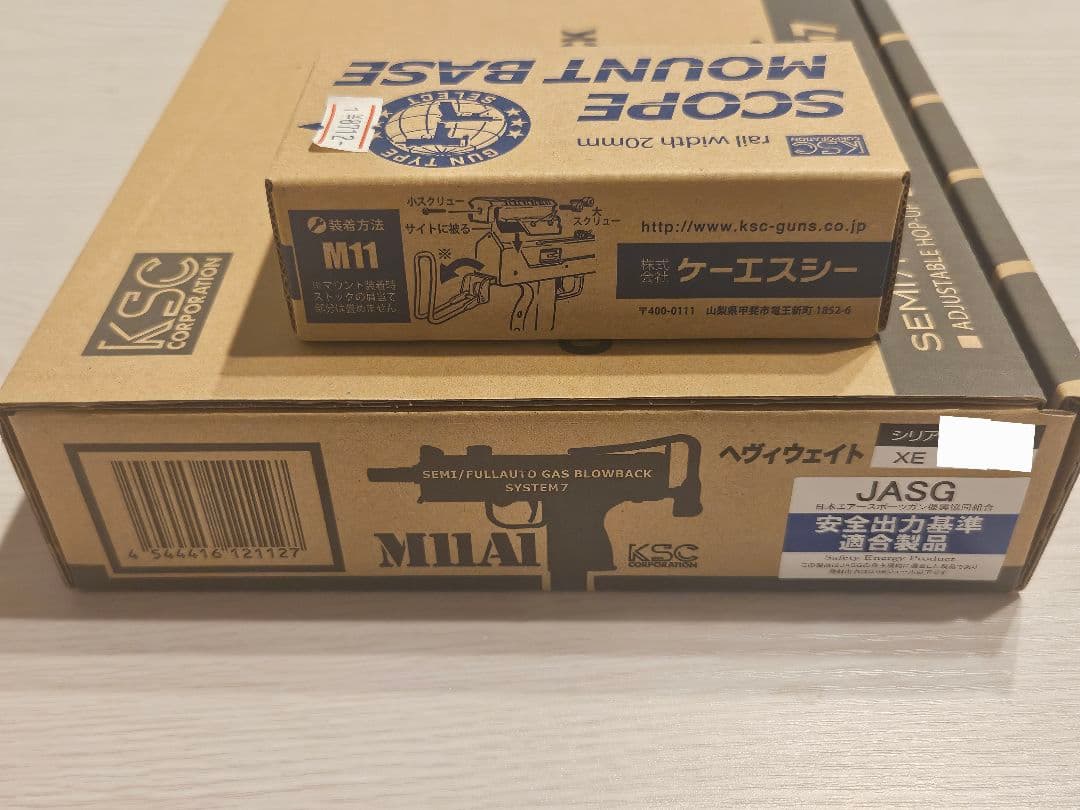 SCOPE
MOUNT BASE
rail width 20mm
KSC
CORPORATION
GUN TYPE
SELECT
小スクリュー
大
スクリュー
サイトに被る
※
装着方法
M11
※マウント装着時
ストックの肩当て
部分は畳めません
http://www.ksc-guns.co.jp
株式
会社
ケーエスシー
〒400-0111 山梨県甲斐市竜王新町 1852-6
KSC
CORPORATION
SEMI/
■ ADJUSTABLE HOP-UP
4 544416 121127
SEMI/FULLAUTO GAS BLOWBACK
SYSTEM7
M11A1
KSC
CORPORATION
ヘヴィウェイト
シリア
XE
JASG
日本エアースポーツガン振興協同組合
安全出力基準
適合製品
Safety Energy Product